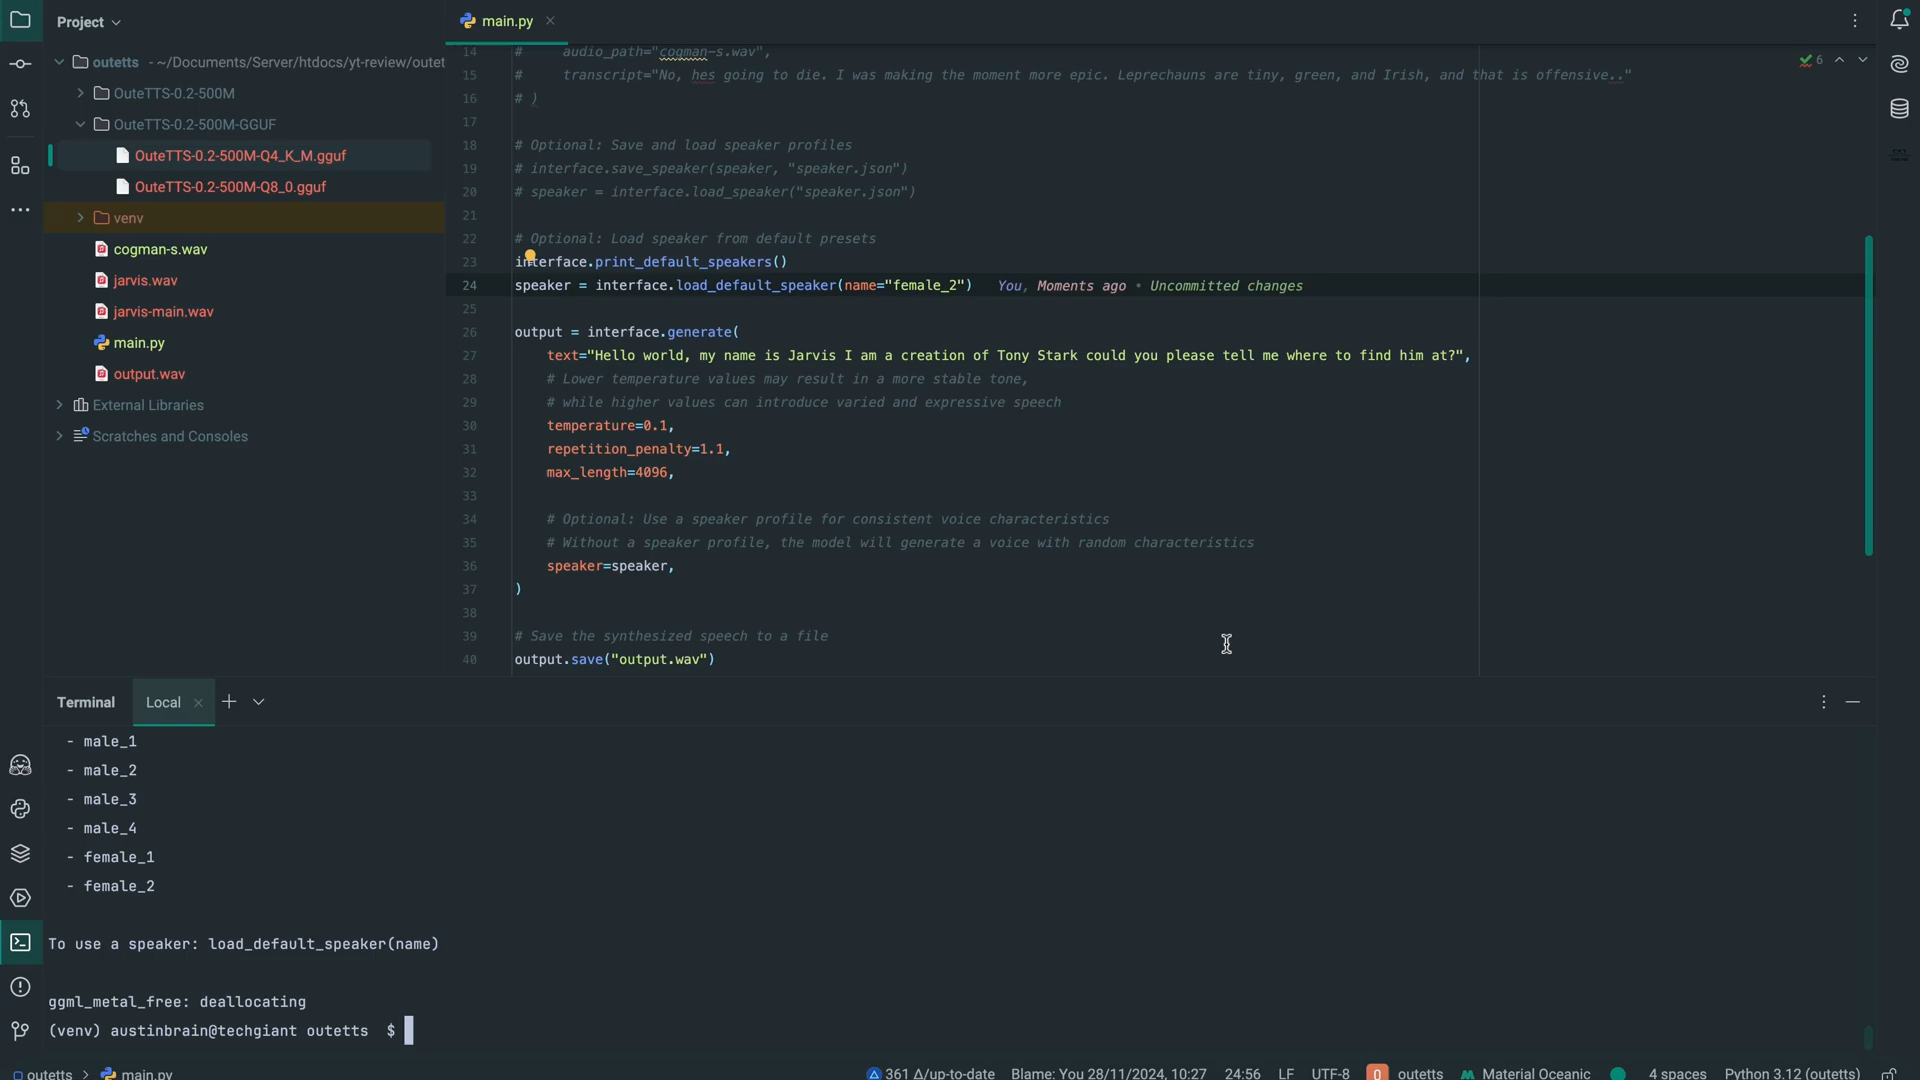 Project
main.py
outetts - ~/Documents/Server/htdocs/yt-review/outet
OuteTTS-0.2-500M
OuteTTS-0.2-500M-GGUF
OuteTTS-0.2-500M-Q4_K_M.gguf
OuteTTS-0.2-500M-Q8_0.gguf
venv
cogman-s.wav
jarvis.wav
jarvis-main.wav
main.py
output.wav
External Libraries
Scratches and Consoles
6
14 # audio_path="cogman-s.wav",
15 # transcript="No, hes going to die. I was making the moment more epic. Leprechauns are tiny, green, and Irish, and that is offensive.."
16 # )
17
18 # Optional: Save and load speaker profiles
19 # interface.save_speaker(speaker, "speaker.json")
20 # speaker = interface.load_speaker("speaker.json")
21
22 # Optional: Load speaker from default presets
23 interface.print_default_speakers()
24 speaker = interface.load_default_speaker(name="female_2") You, Moments ago • Uncommitted changes
25
26 output = interface.generate(
27 text="Hello world, my name is Jarvis I am a creation of Tony Stark could you please tell me where to find him at?",
28 # Lower temperature values may result in a more stable tone,
29 # while higher values can introduce varied and expressive speech
30 temperature=0.1,
31 repetition_penalty=1.1,
32 max_length=4096,
33
34 # Optional: Use a speaker profile for consistent voice characteristics
35 # Without a speaker profile, the model will generate a voice with random characteristics
36 speaker=speaker,
37 )
38
39 # Save the synthesized speech to a file
40 output.save("output.wav")
Terminal Local
- male_1
- male_2
- male_3
- male_4
- female_1
- female_2
To use a speaker: load_default_speaker(name)
ggml_metal_free: deallocating
(venv) austinbrain@techgiant outetts $
outetts > main.py 361 Δ/up-to-date Blame: You 28/11/2024, 10:27 24:56 LF UTF-8 0 outetts Material Oceanic 4 spaces Python 3.12 (outetts)